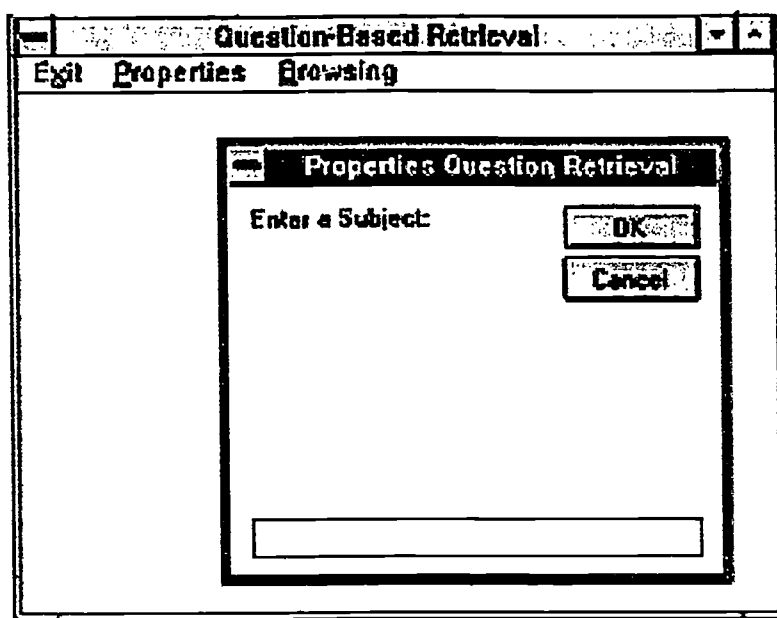 Question-Based Retrieval
Exit Properties Browsing
Properties Question Retrieval
Enter a Subject:
OK
Cancel